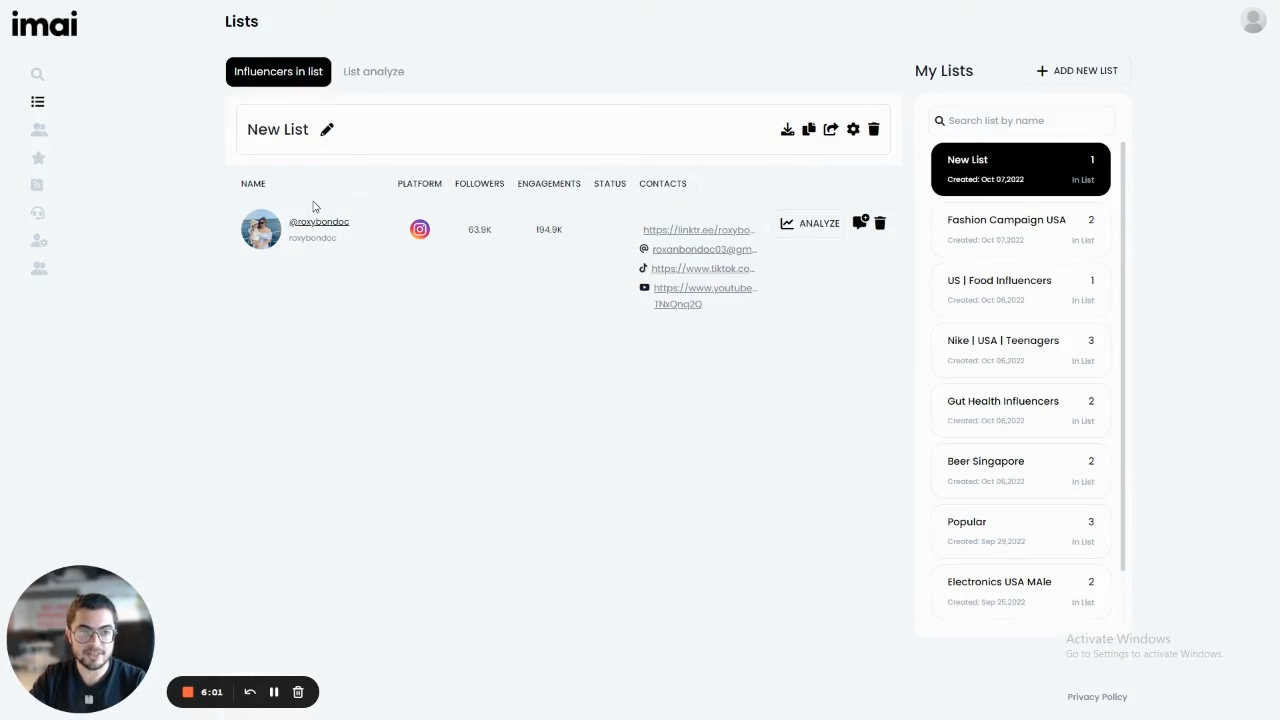 imai
Lists
Influencers in list
List analyze
New List
NAME
PLATFORM
FOLLOWERS
ENGAGEMENTS
STATUS
CONTACTS
@roxybondoc
roxybondoc
63.9K
194.9K
https://linktr.ee/roxybo...
roxanbondoc03@gm...
https://www.tiktok.co...
https://www.youtube...
TNxQnq2Q
ANALYZE
My Lists
ADD NEW LIST
Search list by name
New List 1
Created: Oct 07,2022 In List
Fashion Campaign USA 2
Created: Oct 07,2022 In List
US | Food Influencers 1
Created: Oct 06,2022 In List
Nike | USA | Teenagers 3
Created: Oct 06,2022 In List
Gut Health Influencers 2
Created: Oct 06,2022 In List
Beer Singapore 2
Created: Oct 06,2022 In List
Popular 3
Created: Sep 29,2022 In List
Electronics USA MAle 2
Created: Sep 25,2022 In List
Activate Windows
Go to Settings to activate Windows.
6:01
Privacy Policy